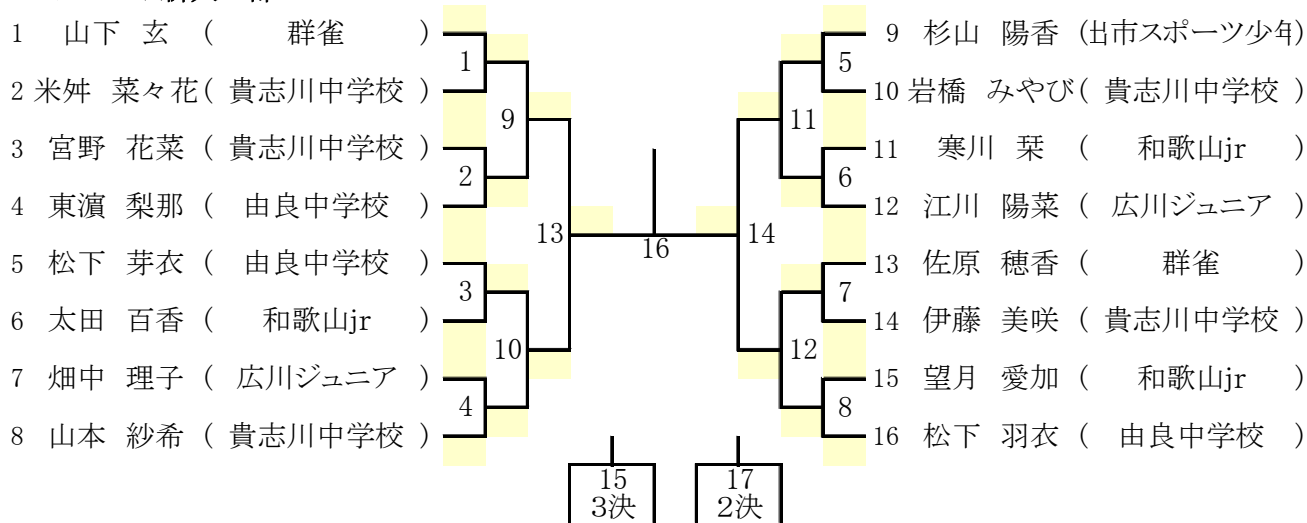 1 山下 玄 ( 群雀 )
2 米舛 菜々花( 貴志川中学校 )
3 宮野 花菜 ( 貴志川中学校 )
4 東濵 梨那 ( 由良中学校 )
5 松下 芽衣 ( 由良中学校 )
6 太田 百香 ( 和歌山jr )
7 畑中 理子 ( 広川ジュニア )
8 山本 紗希 ( 貴志川中学校 )
1
2
3
4
9
10
13
16
15
3決
17
2決
14
11
12
5
6
7
8
9 杉山 陽香 (出市スポーツ少年)
10 岩橋 みやび( 貴志川中学校 )
11 寒川 栞 ( 和歌山jr )
12 江川 陽菜 ( 広川ジュニア )
13 佐原 穂香 ( 群雀 )
14 伊藤 美咲 ( 貴志川中学校 )
15 望月 愛加 ( 和歌山jr )
16 松下 羽衣 ( 由良中学校 )